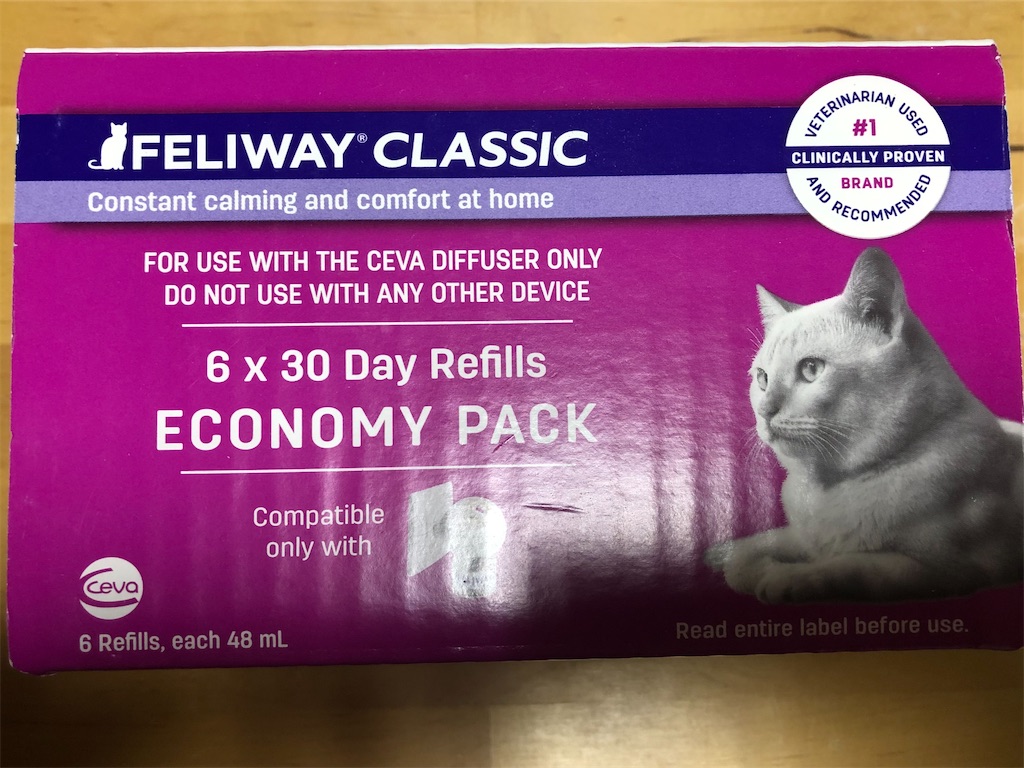 FELIWAY® CLASSIC
Constant calming and comfort at home
VETERINARIAN USED
#1
CLINICALLY PROVEN
BRAND
AND RECOMMENDED
FOR USE WITH THE CEVA DIFFUSER ONLY
DO NOT USE WITH ANY OTHER DEVICE
6 x 30 Day Refills
ECONOMY PACK
Compatible
only with
Ceva
6 Refills, each 48 mL
Read entire label before use.